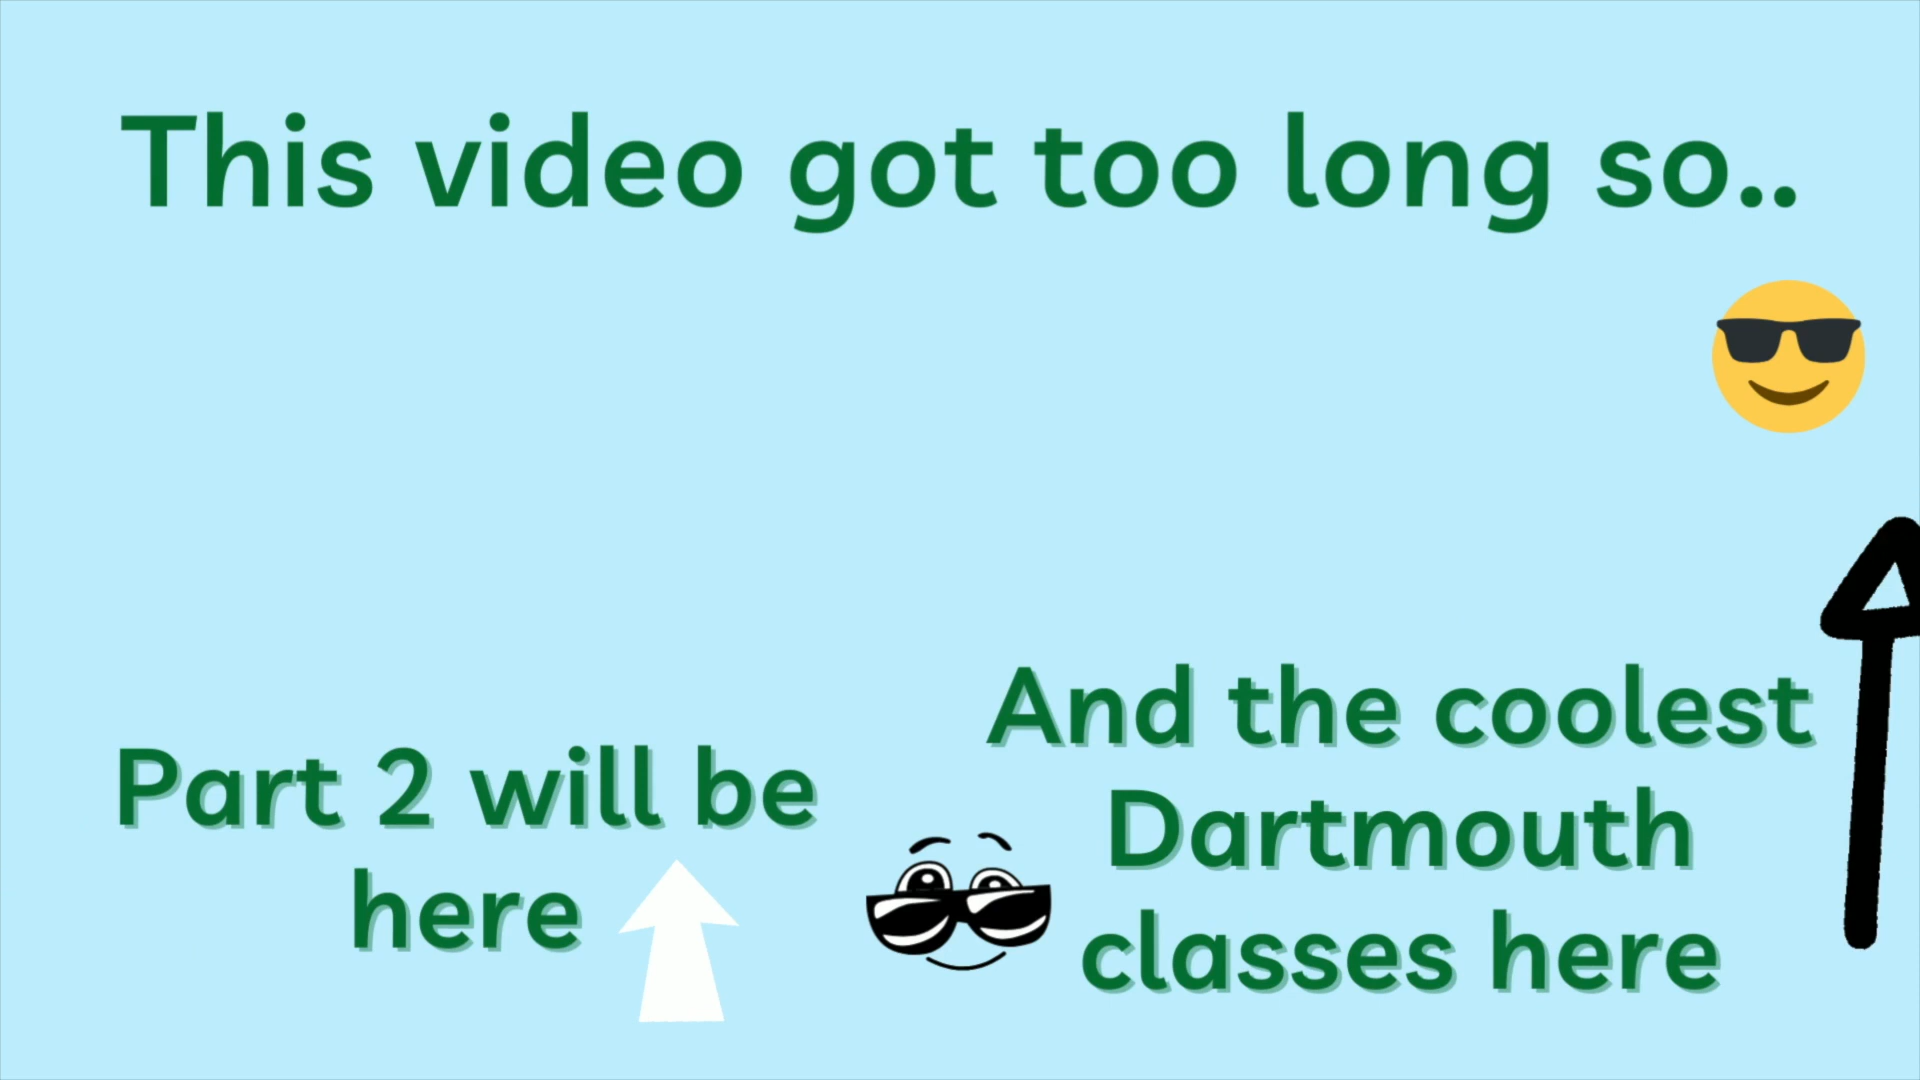 This video got too long so..
Part 2 will be
here
And the coolest
Dartmouth
classes here